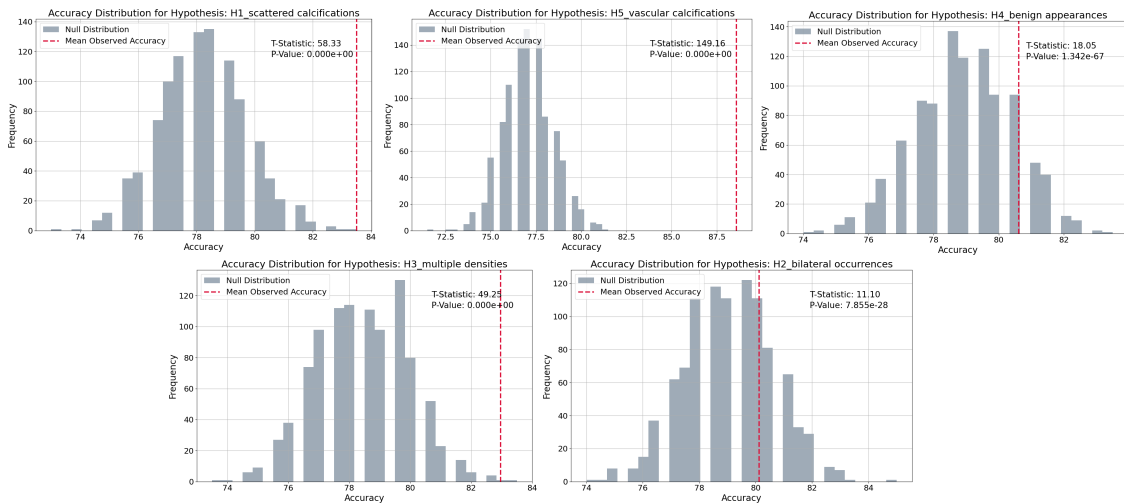 Accuracy Distribution for Hypothesis: H1_scattered calcifications
Null Distribution
Mean Observed Accuracy
T-Statistic: 58.33
P-Value: 0.000e+00
Frequency
140
120
100
80
60
40
20
0
74
76
78
80
82
84
Accuracy
Accuracy Distribution for Hypothesis: H5_vascular calcifications
Null Distribution
Mean Observed Accuracy
T-Statistic: 149.16
P-Value: 0.000e+00
Frequency
140
120
100
80
60
40
20
0
72.5
75.0
77.5
80.0
82.5
85.0
87.5
Accuracy
Accuracy Distribution for Hypothesis: H4_benign appearances
Null Distribution
Mean Observed Accuracy
T-Statistic: 18.05
P-Value: 1.342e-67
Frequency
140
120
100
80
60
40
20
0
74
76
78
80
82
Accuracy
Accuracy Distribution for Hypothesis: H3_multiple densities
Null Distribution
Mean Observed Accuracy
T-Statistic: 49.25
P-Value: 0.000e+00
Frequency
120
100
80
60
40
20
0
74
76
78
80
82
84
Accuracy
Accuracy Distribution for Hypothesis: H2_bilateral occurrences
Null Distribution
Mean Observed Accuracy
T-Statistic: 11.10
P-Value: 7.855e-28
Frequency
120
100
80
60
40
20
0
74
76
78
80
82
84
Accuracy